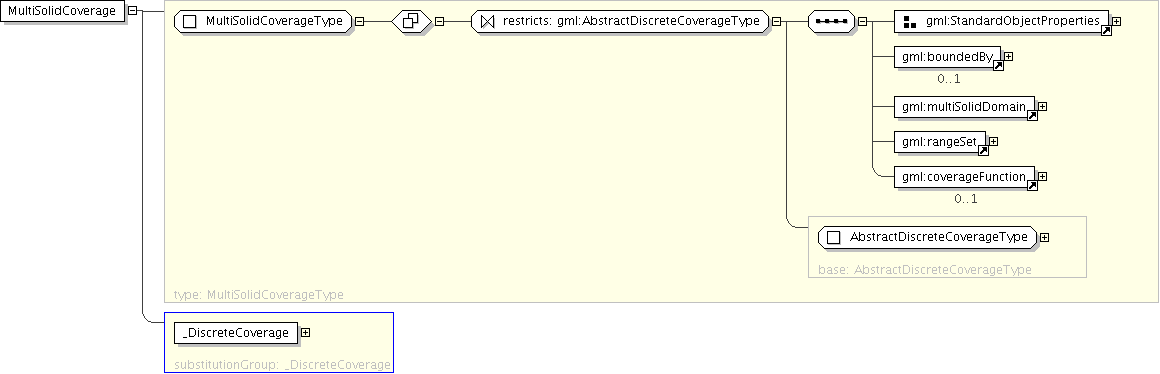 MultiSolidCoverage
MultiSolidCoverageType
restricts: gml:AbstractDiscreteCoverageType
gml:StandardObjectProperties
gml:boundedBy
0..1
gml:multiSolidDomain
gml:rangeSet
gml:coverageFunction
0..1
AbstractDiscreteCoverageType
base: AbstractDiscreteCoverageType
type: MultiSolidCoverageType
_DiscreteCoverage
substitutionGroup: _DiscreteCoverage